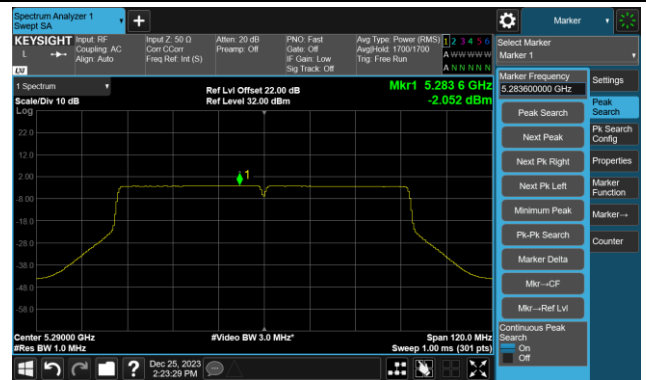 Spectrum Analyzer 1
Swept SA
+
Marker
KEYSIGHT
L
LXI
Input: RF
Coupling: AC
Align: Auto
Input Z: 50 Ω
Corr CCorr
Freq Ref: Int (S)
Atten: 20 dB
Preamp: Off
PNO: Fast
Gate: Off
IF Gain: Low
Sig Track: Off
Avg Type: Power (RMS)
Avg|Hold: 1700/1700
Trig: Free Run
1 2 3 4 5 6
A W W W W W
A N N N N N
Select Marker
Marker 1
1 Spectrum
Scale/Div 10 dB
Log
Ref Lvl Offset 22.00 dB
Ref Level 32.00 dBm
Mkr1 5.283 6 GHz
-2.052 dBm
22.0
12.0
2.00
-8.00
-18.0
-28.0
-38.0
-48.0
-58.0
1
Center 5.29000 GHz
#Res BW 1.0 MHz
#Video BW 3.0 MHz*
Span 120.0 MHz
Sweep 1.00 ms (301 pts)
Marker Frequency
5.283600000 GHz
Peak Search
Next Peak
Next Pk Right
Next Pk Left
Minimum Peak
Pk-Pk Search
Marker Delta
Mkr→CF
Mkr→Ref Lvl
Continuous Peak
Search
On
Off
Settings
Peak
Search
Pk Search
Config
Properties
Marker
Function
Marker→
Counter
?
Dec 25, 2023
2:23:29 PM